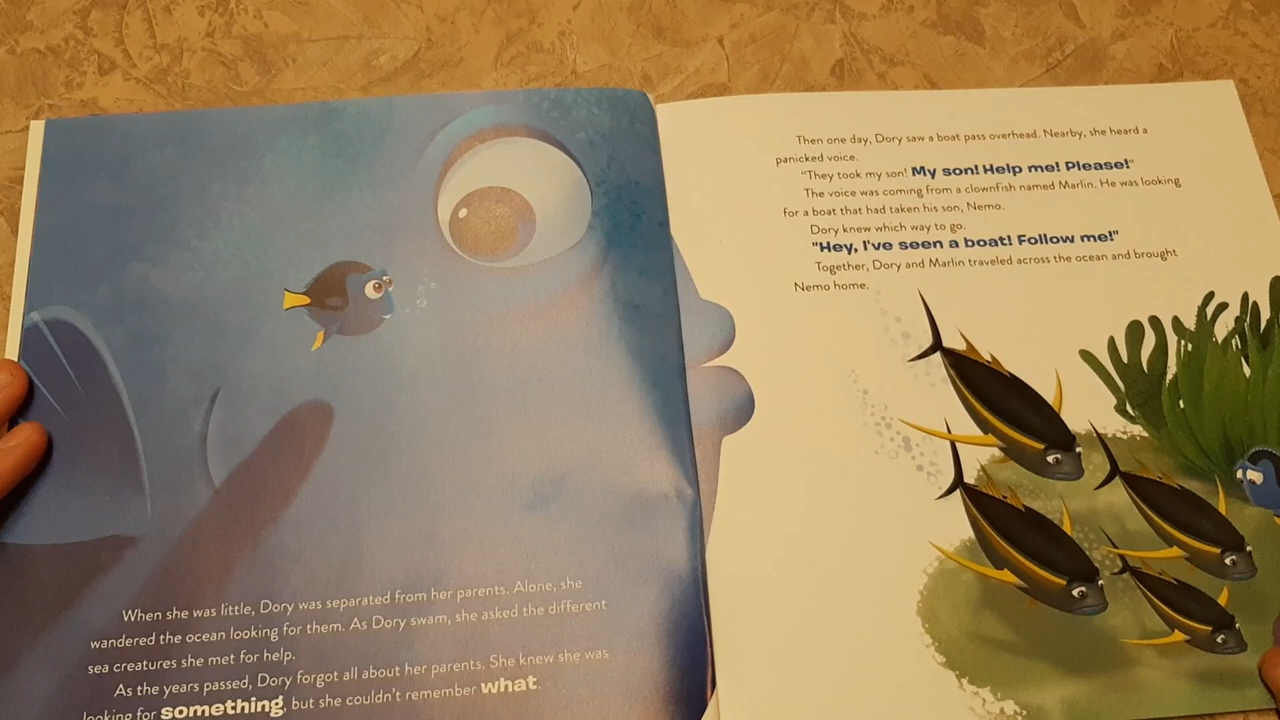 When she was little, Dory was separated from her parents. Alone, she
wandered the ocean looking for them. As Dory swam, she asked the different
sea creatures she met for help.
As the years passed, Dory forgot all about her parents. She knew she was
looking for something, but she couldn't remember what.
Then one day, Dory saw a boat pass overhead. Nearby, she heard a
panicked voice.
"They took my son! My son! Help me! Please!"
The voice was coming from a clownfish named Marlin. He was looking
for a boat that had taken his son, Nemo.
Dory knew which way to go.
"Hey, I've seen a boat! Follow me!"
Together, Dory and Marlin traveled across the ocean and brought
Nemo home.